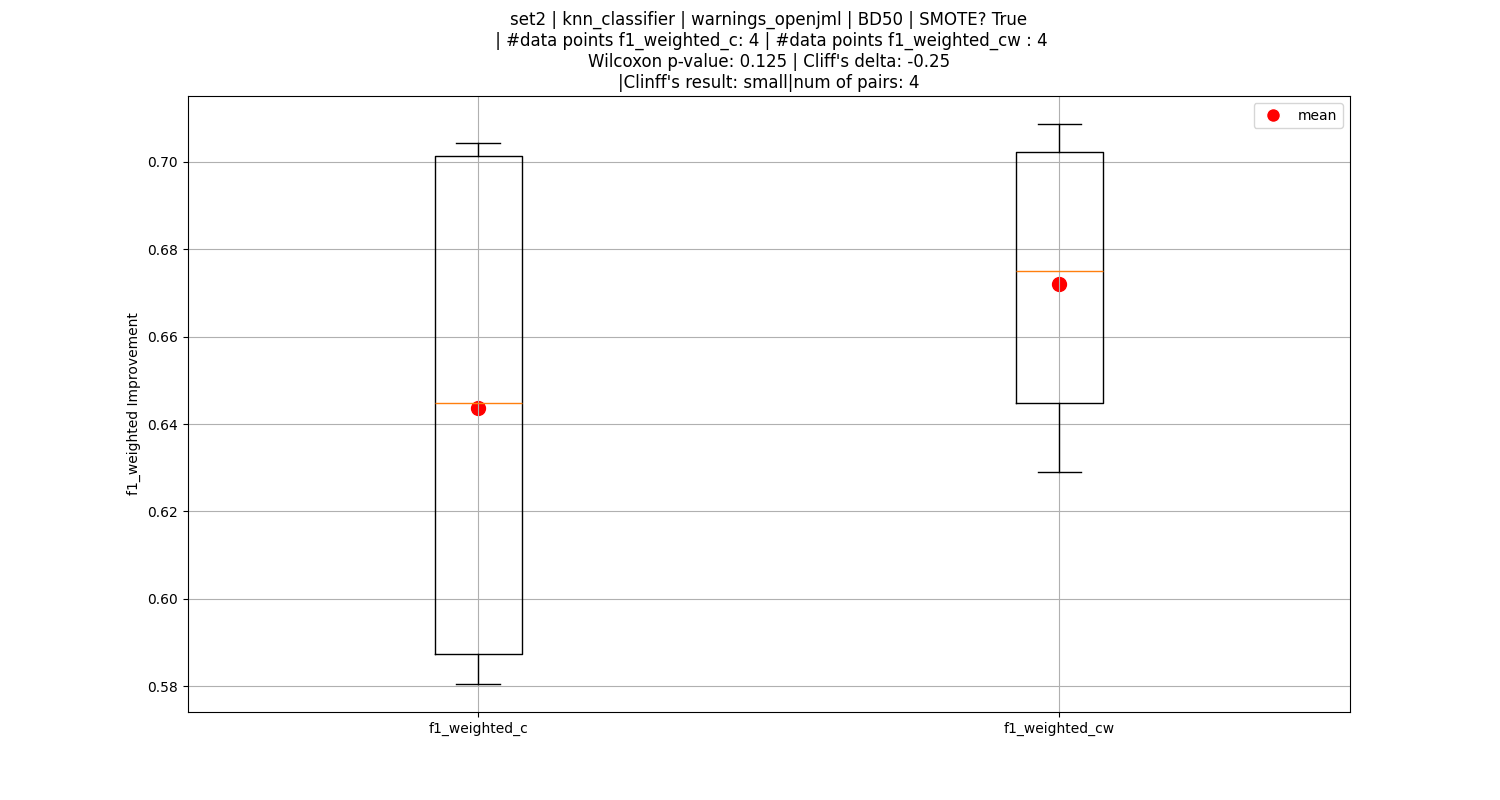 set2 | knn_classifier | warnings_openjml | BD50 | SMOTE? True
| #data points f1_weighted_c: 4 | #data points f1_weighted_cw : 4
Wilcoxon p-value: 0.125 | Cliff's delta: -0.25
|Clinff's result: small|num of pairs: 4
mean
0.70
0.68
0.66
0.64
0.62
0.60
0.58
f1_weighted Improvement
f1_weighted_c
f1_weighted_cw